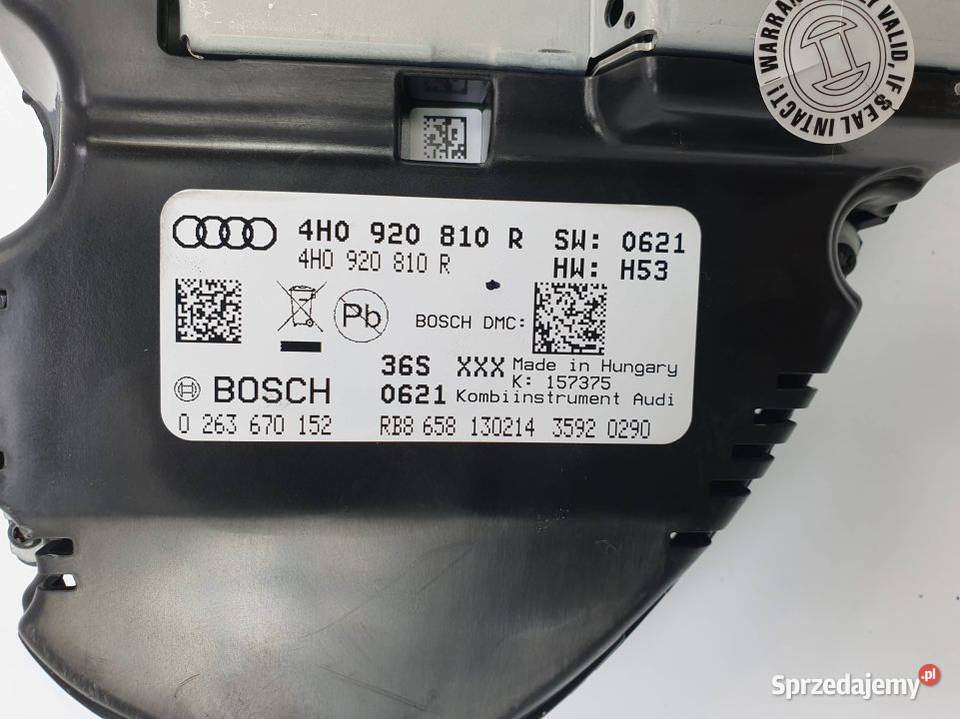 WARRANTY ONLY VALID, IF SEAL INTACT!
4H0 920 810 R SW: 0621
4H0 920 810 R HW: H53
Pb BOSCH DMC:
36S XXX Made in Hungary
K: 157375
BOSCH 0621 Kombiinstrument Audi
0 263 670 152 RB8 658 130214 3592 0290
Sprzedajemy.pl